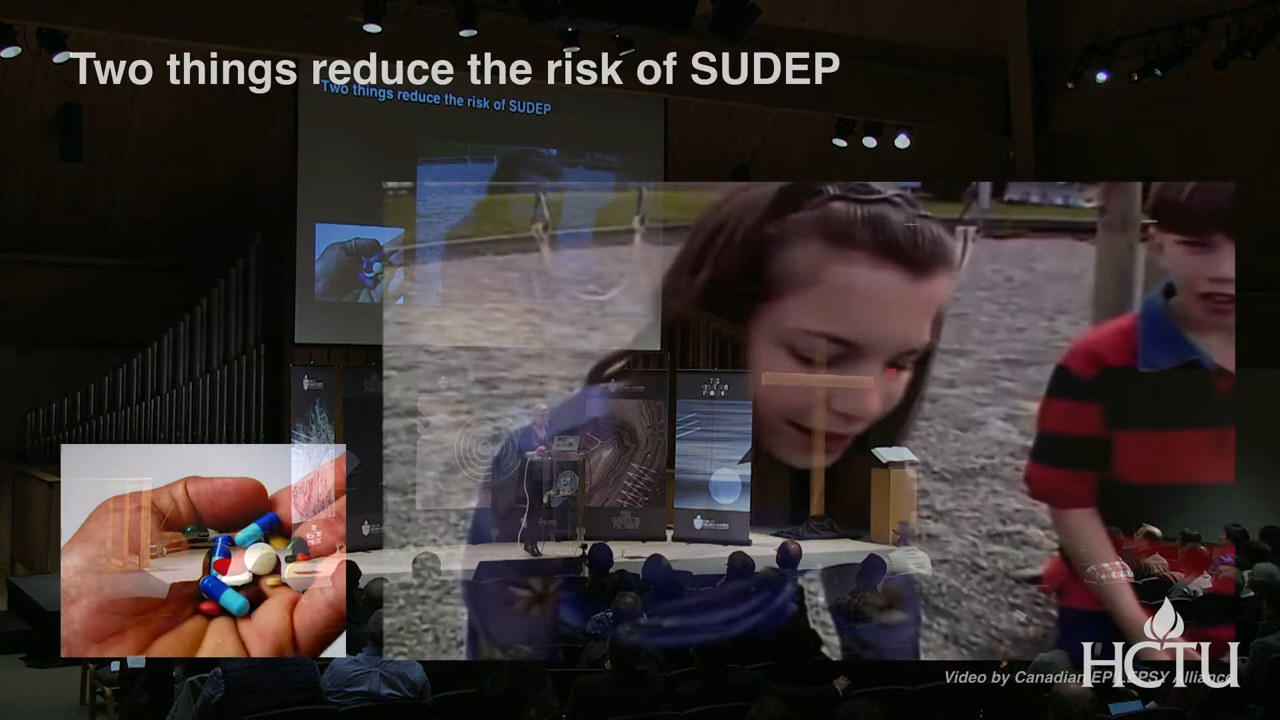 Two things reduce the risk of SUDEP
Two things reduce the risk of SUDEP
Video by Canadian EPILEPSY Alliance
HCTU